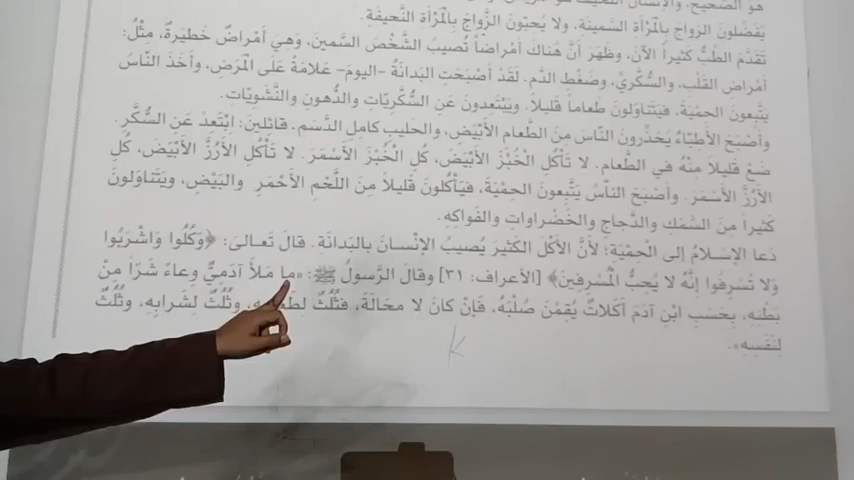 هو الصحيح، والإنسان
يفضلون الزواج بالمرأة السمينة. ولا يحبون الزواج بالمرأة النحيفة.
تقدم الطب كثيرا الآن، وظهر أن هناك أمراضا تصيب الشخص السمين، وهي أمراض خطيرة، مثل:
أمراض القلب، والسكري، وضغط الدم. لقد أصبحت البدانة -اليوم- علامة على المرض، وأخذ الناس
يتبعون الحمية، فيتناولون طعاما قليلا. ويبتعدون عن السكريات والدهون والنشويات.
وأصبح الأطباء يحذرون الناس من الطعام الأبيض، والحليب كامل الدسم. قائلين: ابتعد عن السكر.
ضع قليلا منه في الطعام. لا تأكل الخبز الأبيض، كل الخبز الأسمر. لا تأكل الأرز الأبيض، كل
الأرز الأسمر. وأصبح الناس يتبعون الحمية، فيأكلون قليلا من اللحم الأحمر. والبيض، ويتناولون
كثيرا من السمك والدجاج والخضراوات والفواكه.
دعا الإسلام إلى الحمية؛ لأن الأكل الكثير يصيب الإنسان بالبدانة. قال تعالى: ﴿وكلوا واشربوا
ولا تسرفوا إنه لا يحب المسرفين﴾ [الأعراف: ٣١] وقال الرسول ﷺ: «ما ملأ آدمي وعاء شرا من
بطنه. بحسب ابن آدم أكلات يقمن صلبه، فإن كان لا محالة، فثلث وثلث لشرابه، وثلث
لنفسه».